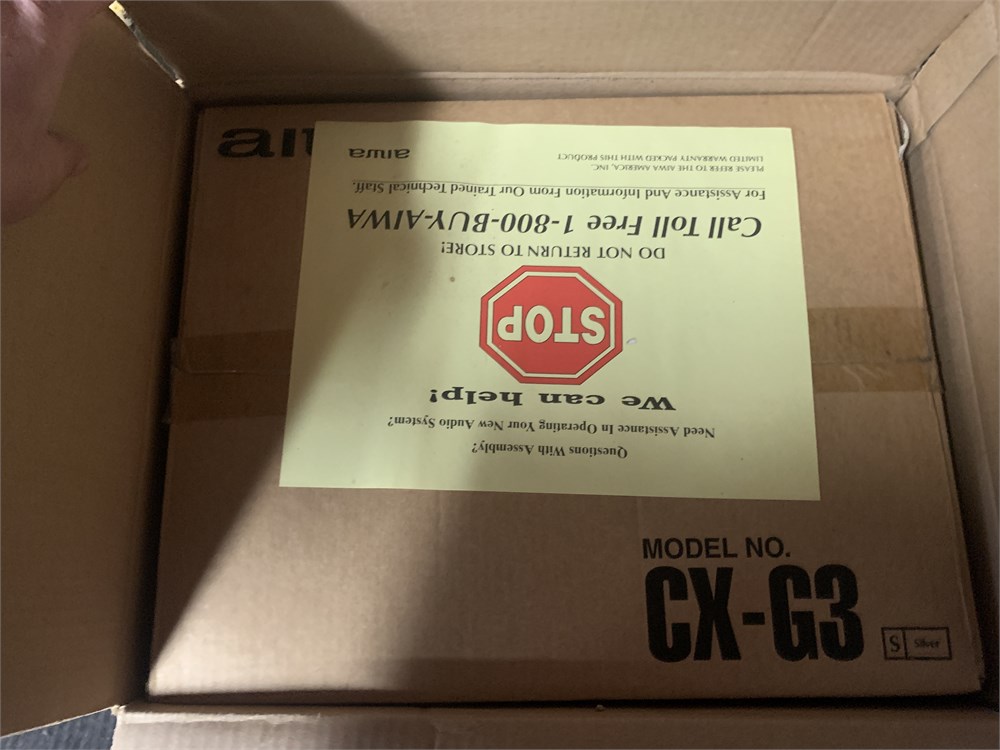 aiw
Questions With Assembly?
Need Assistance In Operating Your New Audio System?
We can help!
STOP
DO NOT RETURN TO STORE!
Call Toll Free 1-800-BUY-AIWA
For Assistance And Information From Our Trained Technical Staff.
PLEASE REFER TO THE AIWA AMERICA, INC.
LIMITED WARRANTY PACKED WITH THIS PRODUCT
aiwa
MODEL NO.
CX-G3
S Silver